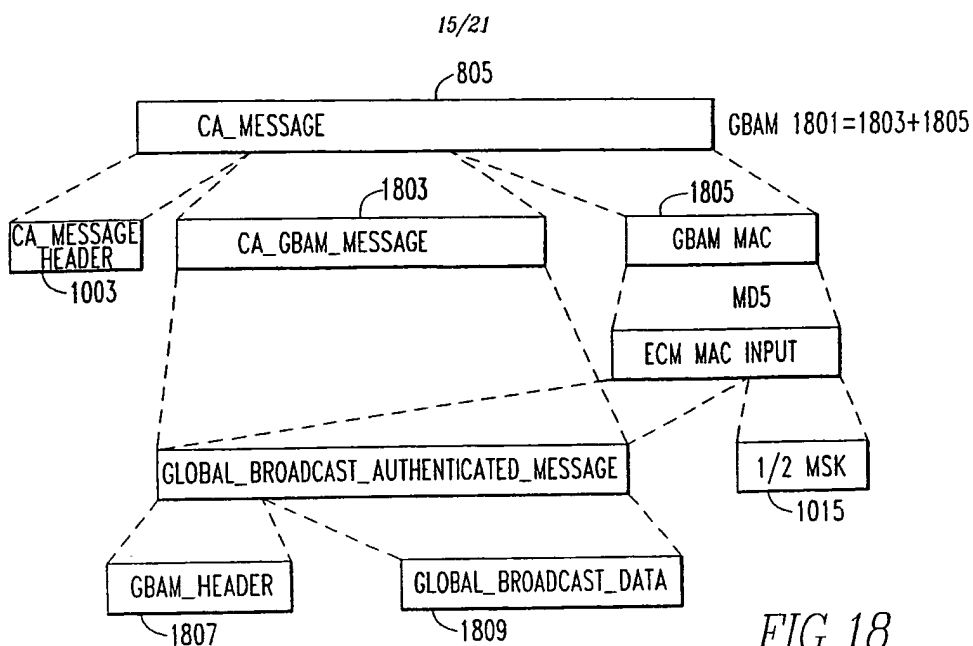 15/21
805
CA_MESSAGE
GBAM 1801=1803+1805
1803
1805
CA_MESSAGE
HEADER
CA_GBAM_MESSAGE
GBAM MAC
1003
MD5
ECM MAC INPUT
GLOBAL_BROADCAST_AUTHENTICATED_MESSAGE
1/2 MSK
1015
GBAM_HEADER
GLOBAL_BROADCAST_DATA
1807
1809
FIG. 18